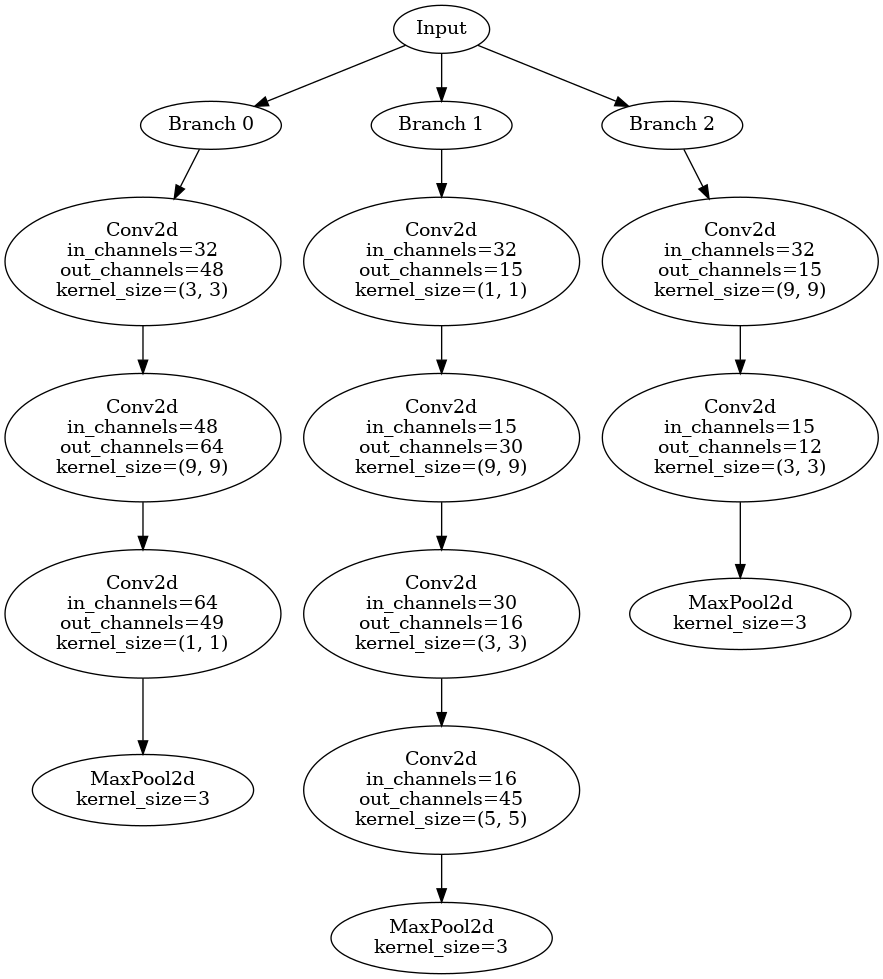 Input
Branch 0
Branch 1
Branch 2
Conv2d
in_channels=32
out_channels=48
kernel_size=(3, 3)
Conv2d
in_channels=32
out_channels=15
kernel_size=(1, 1)
Conv2d
in_channels=32
out_channels=15
kernel_size=(9, 9)
Conv2d
in_channels=48
out_channels=64
kernel_size=(9, 9)
Conv2d
in_channels=15
out_channels=30
kernel_size=(9, 9)
Conv2d
in_channels=15
out_channels=12
kernel_size=(3, 3)
Conv2d
in_channels=64
out_channels=49
kernel_size=(1, 1)
Conv2d
in_channels=30
out_channels=16
kernel_size=(3, 3)
MaxPool2d
kernel_size=3
MaxPool2d
kernel_size=3
Conv2d
in_channels=16
out_channels=45
kernel_size=(5, 5)
MaxPool2d
kernel_size=3